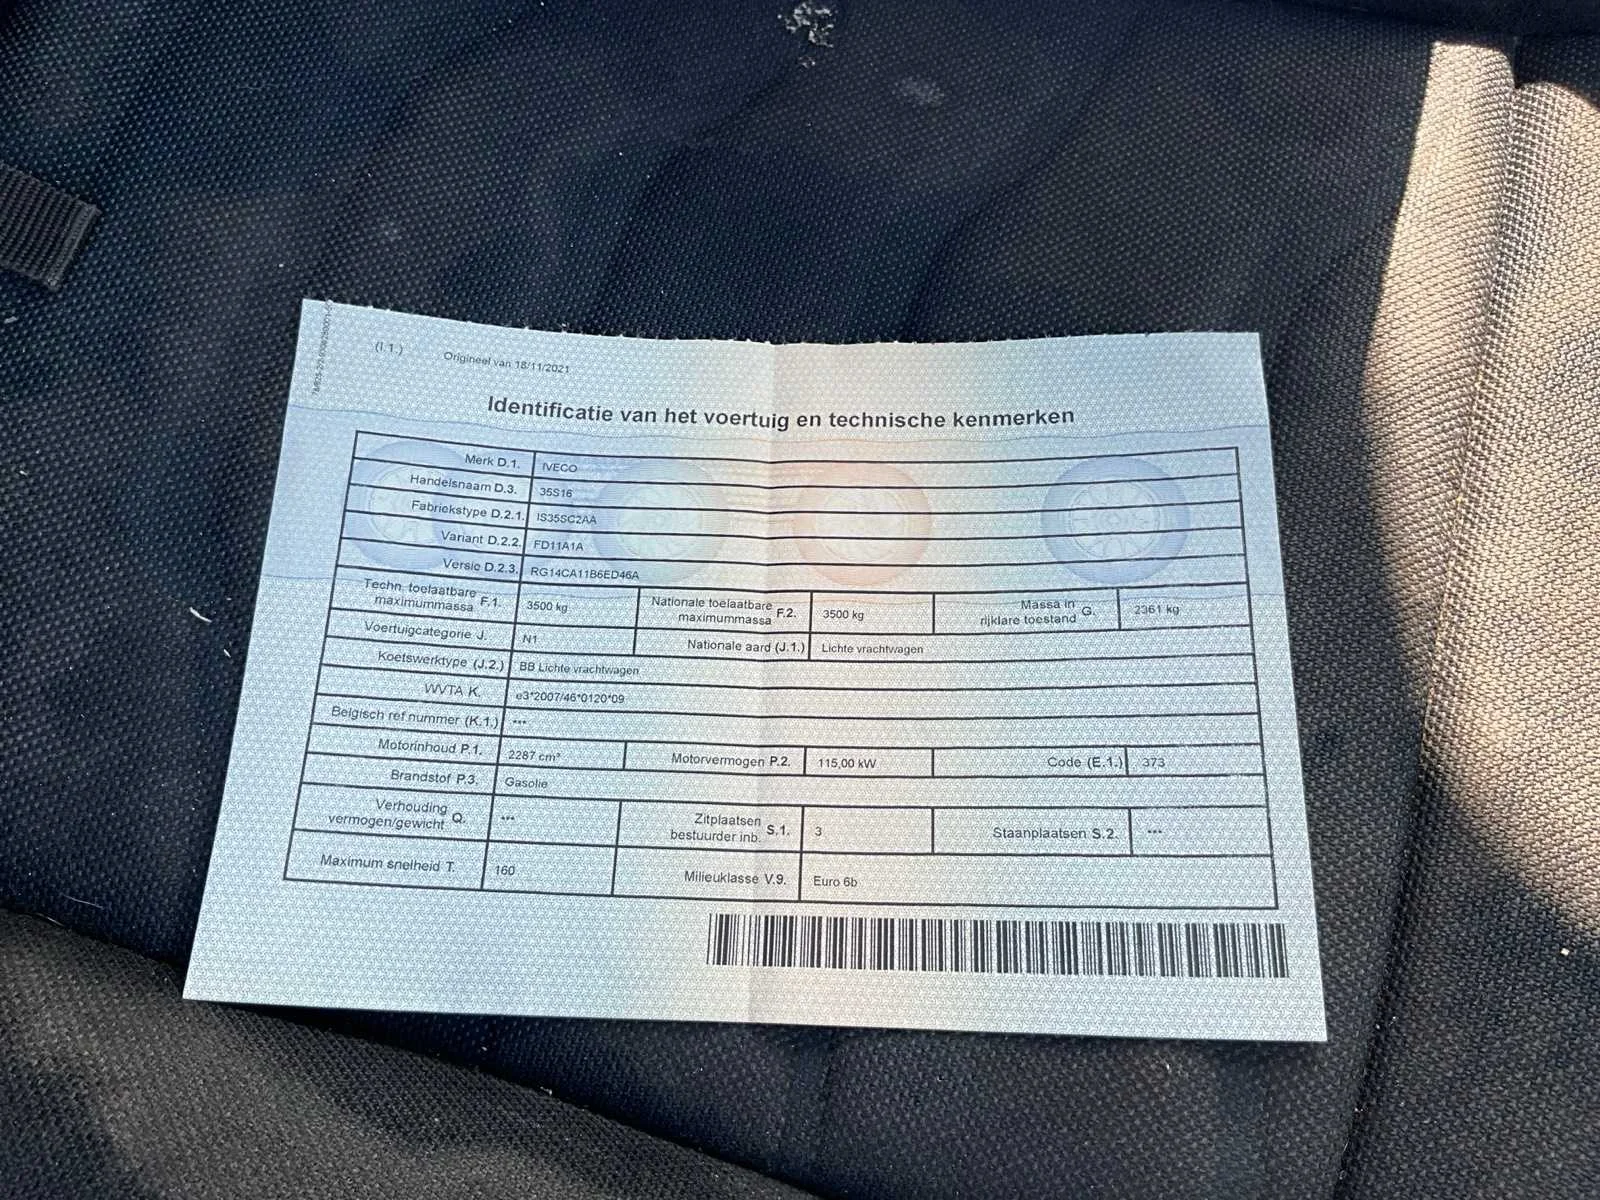 (I.1.) Origineel van 18/11/2021
Identificatie van het voertuig en technische kenmerken
Merk D.1. IVECO
Handelsnaam D.3. 35S16
Fabriekstype D.2.1. IS35SC2AA
Variant D.2.2. FD11A1A
Versie D.2.3. RG14CA11B6ED46A
Techn. toelaatbare maximummassa F.1. 3500 kg Nationale toelaatbare maximummassa F.2. 3500 kg Massa in rijklare toestand G. 2361 kg
Voertuigcategorie J. N1 Nationale aard (J.1.) Lichte vrachtwagen
Koetswerktype (J.2.) BB Lichte vrachtwagen
WVTA K. e3*2007/46*0120*09
Belgisch ref nummer (K.1.) ***
Motorinhoud P.1. 2287 cm³ Motorvermogen P.2. 115,00 kW Code (E.1.) 373
Brandstof P.3. Gasolie
Verhouding vermogen/gewicht Q. *** Zitplaatsen bestuurder inb. S.1. 3 Staanplaatsen S.2. ***
Maximum snelheid T. 160 Milieuklasse V.9. Euro 6b